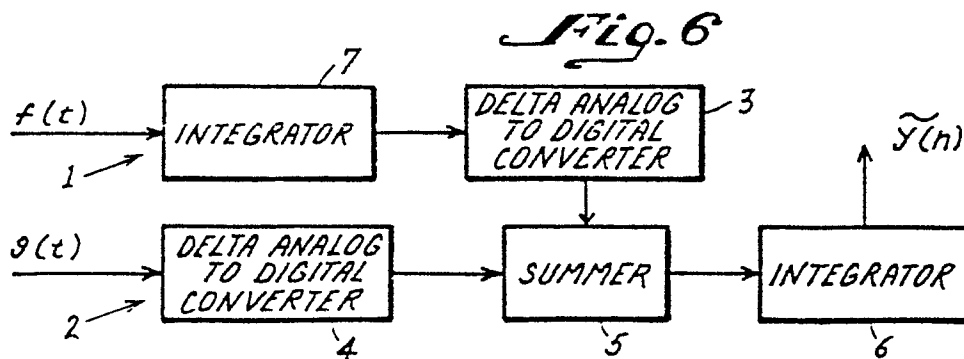 Fig. 6
7
f(t)
INTEGRATOR
DELTA ANALOG
TO DIGITAL
CONVERTER
3
ỹ(n)
1
g(t)
DELTA ANALOG
TO DIGITAL
CONVERTER
SUMMER
INTEGRATOR
2
4
5
6